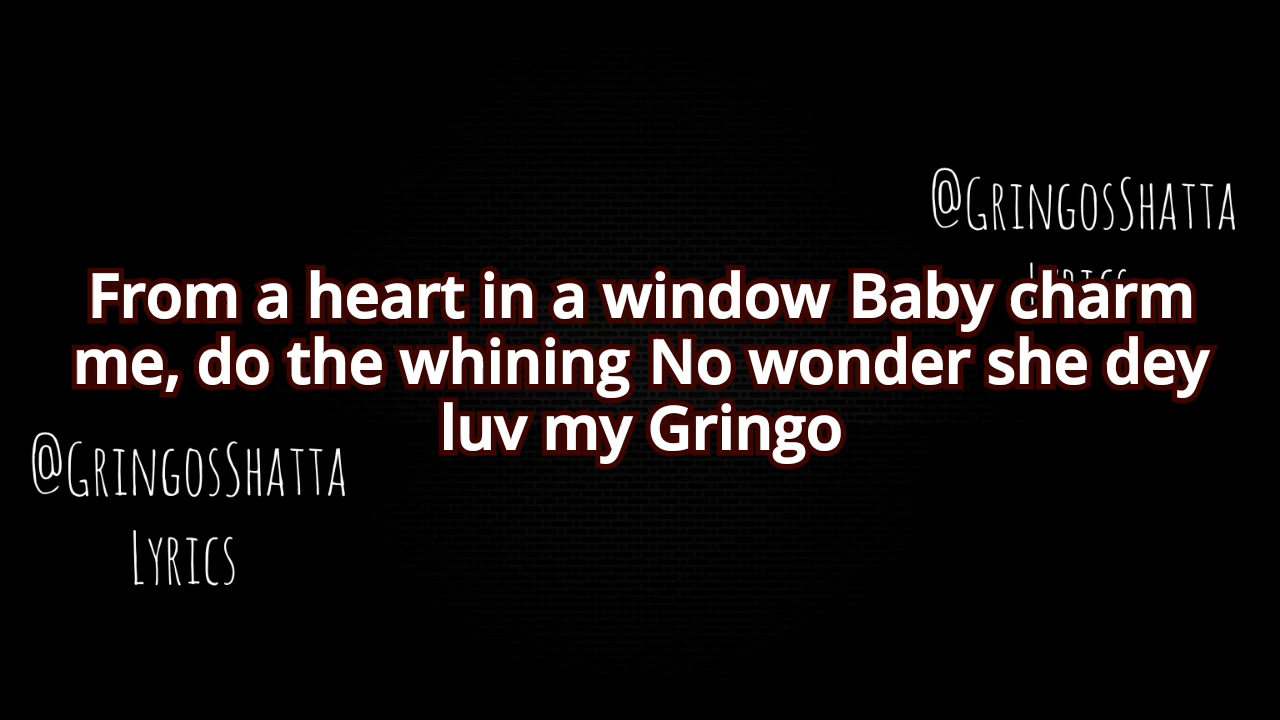 @GringosShatta
From a heart in a window Baby charm
me, do the whining No wonder she dey
luv my Gringo
@GringosShatta
Lyrics